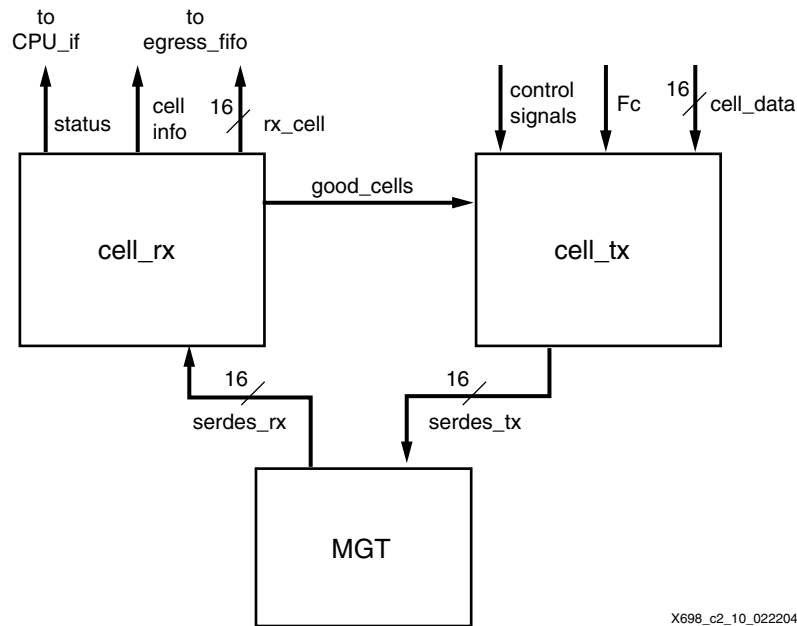 to
CPU_if
to
egress_fifo
status
cell
info
16
rx_cell
control
signals
Fc
16
cell_data
good_cells
cell_rx
cell_tx
16
serdes_rx
16
serdes_tx
MGT
X698_c2_10_022204